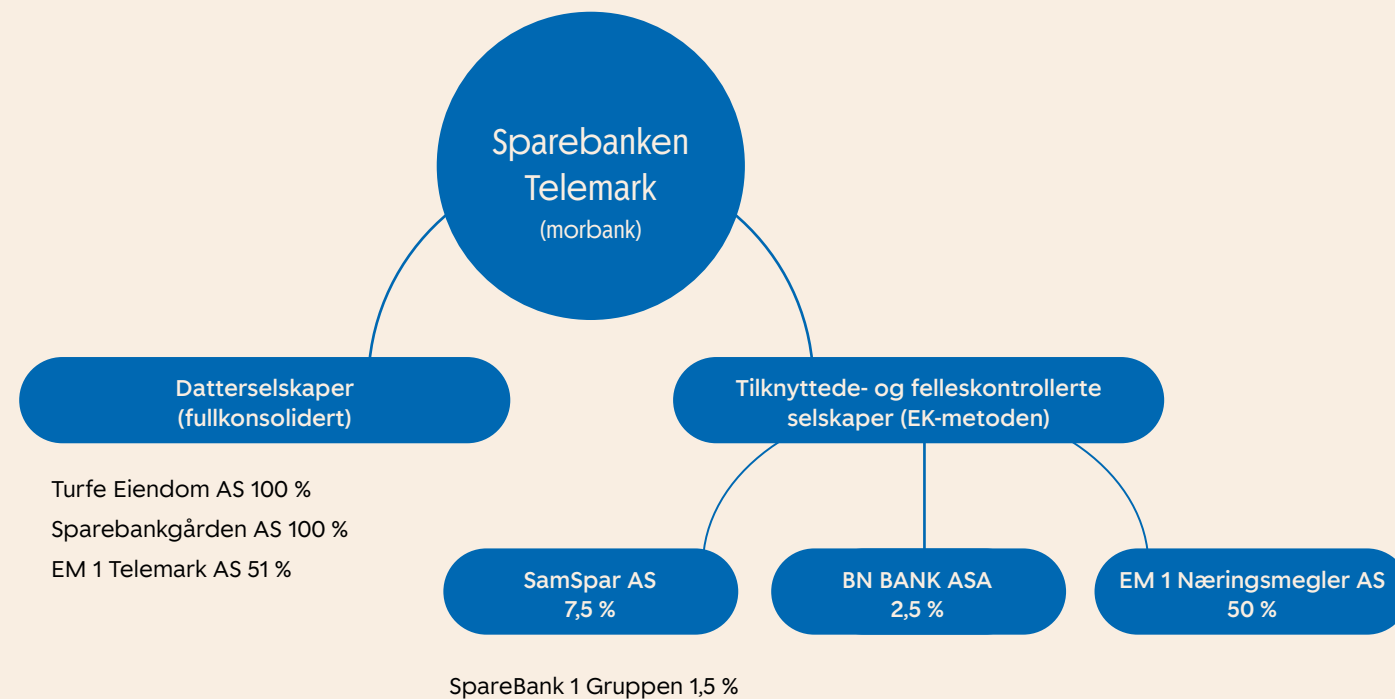 Sparebanken
Telemark
(morbank)
Datterselskaper
(fullkonsolidert)
Tilknyttede- og felleskontrollerte
selskaper (EK-metoden)
Turfe Eiendom AS 100 %
Sparebankgården AS 100 %
EM 1 Telemark AS 51 %
SamSpar AS
7,5 %
BN BANK ASA
2,5 %
EM 1 Næringsmegler AS
50 %
SpareBank 1 Gruppen 1,5 %